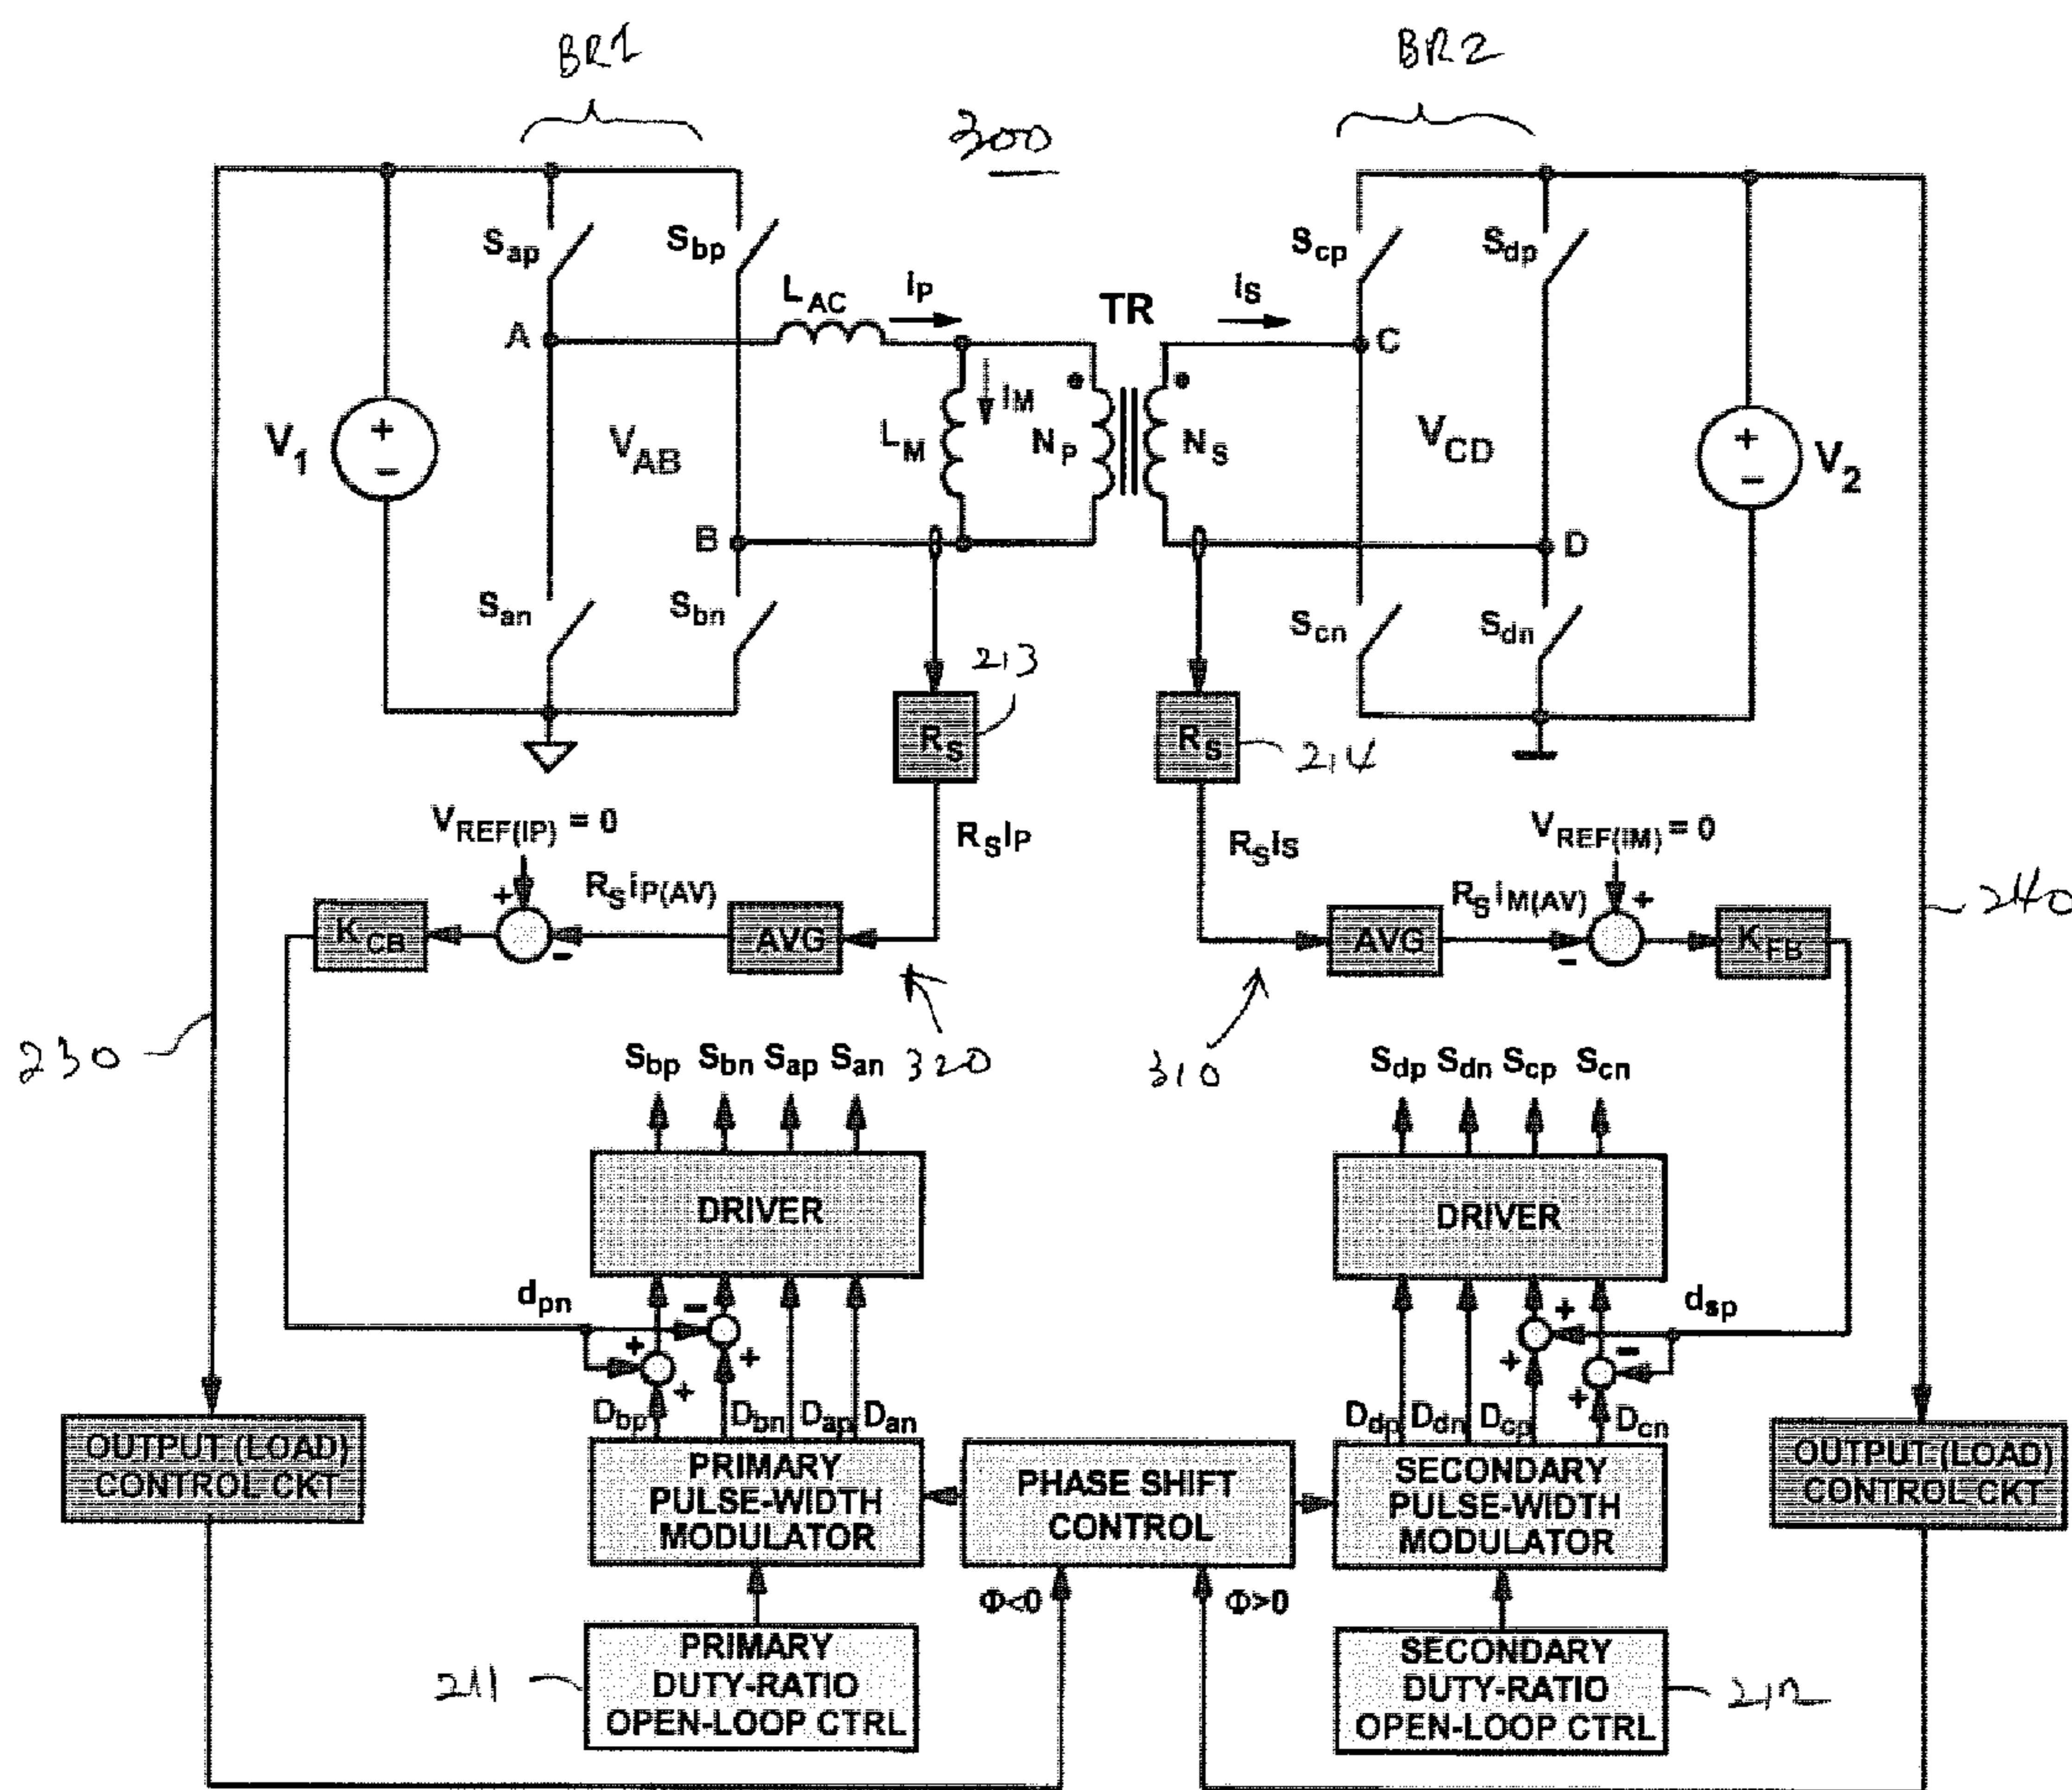 BR1
BR2
300
Sap
Sbp
Scp
Sdp
LAC
iP
TR
iS
A
C
V1
+
−
VAB
LM
iM
NP
NS
VCD
+
−
V2
B
D
San
Sbn
Scn
Sdn
213
RS
RS
214
VREF(IP) = 0
RSiP
RSiS
VREF(IM) = 0
+
RSiP(AV)
RSiM(AV)
+
240
KCB
−
AVG
AVG
−
KFB
230
320
310
Sbp Sbn Sap San
Sdp Sdn Scp Scn
DRIVER
DRIVER
dpn
−
+
dsp
+
+
+
−
+
+
Dbp Dbn Dap Dan
Ddp Ddn Dcp Dcn
OUTPUT (LOAD)
CONTROL CKT
PRIMARY
PULSE-WIDTH
MODULATOR
PHASE SHIFT
CONTROL
SECONDARY
PULSE-WIDTH
MODULATOR
OUTPUT (LOAD)
CONTROL CKT
Φ<0
Φ>0
211
PRIMARY
DUTY-RATIO
OPEN-LOOP CTRL
SECONDARY
DUTY-RATIO
OPEN-LOOP CTRL
212